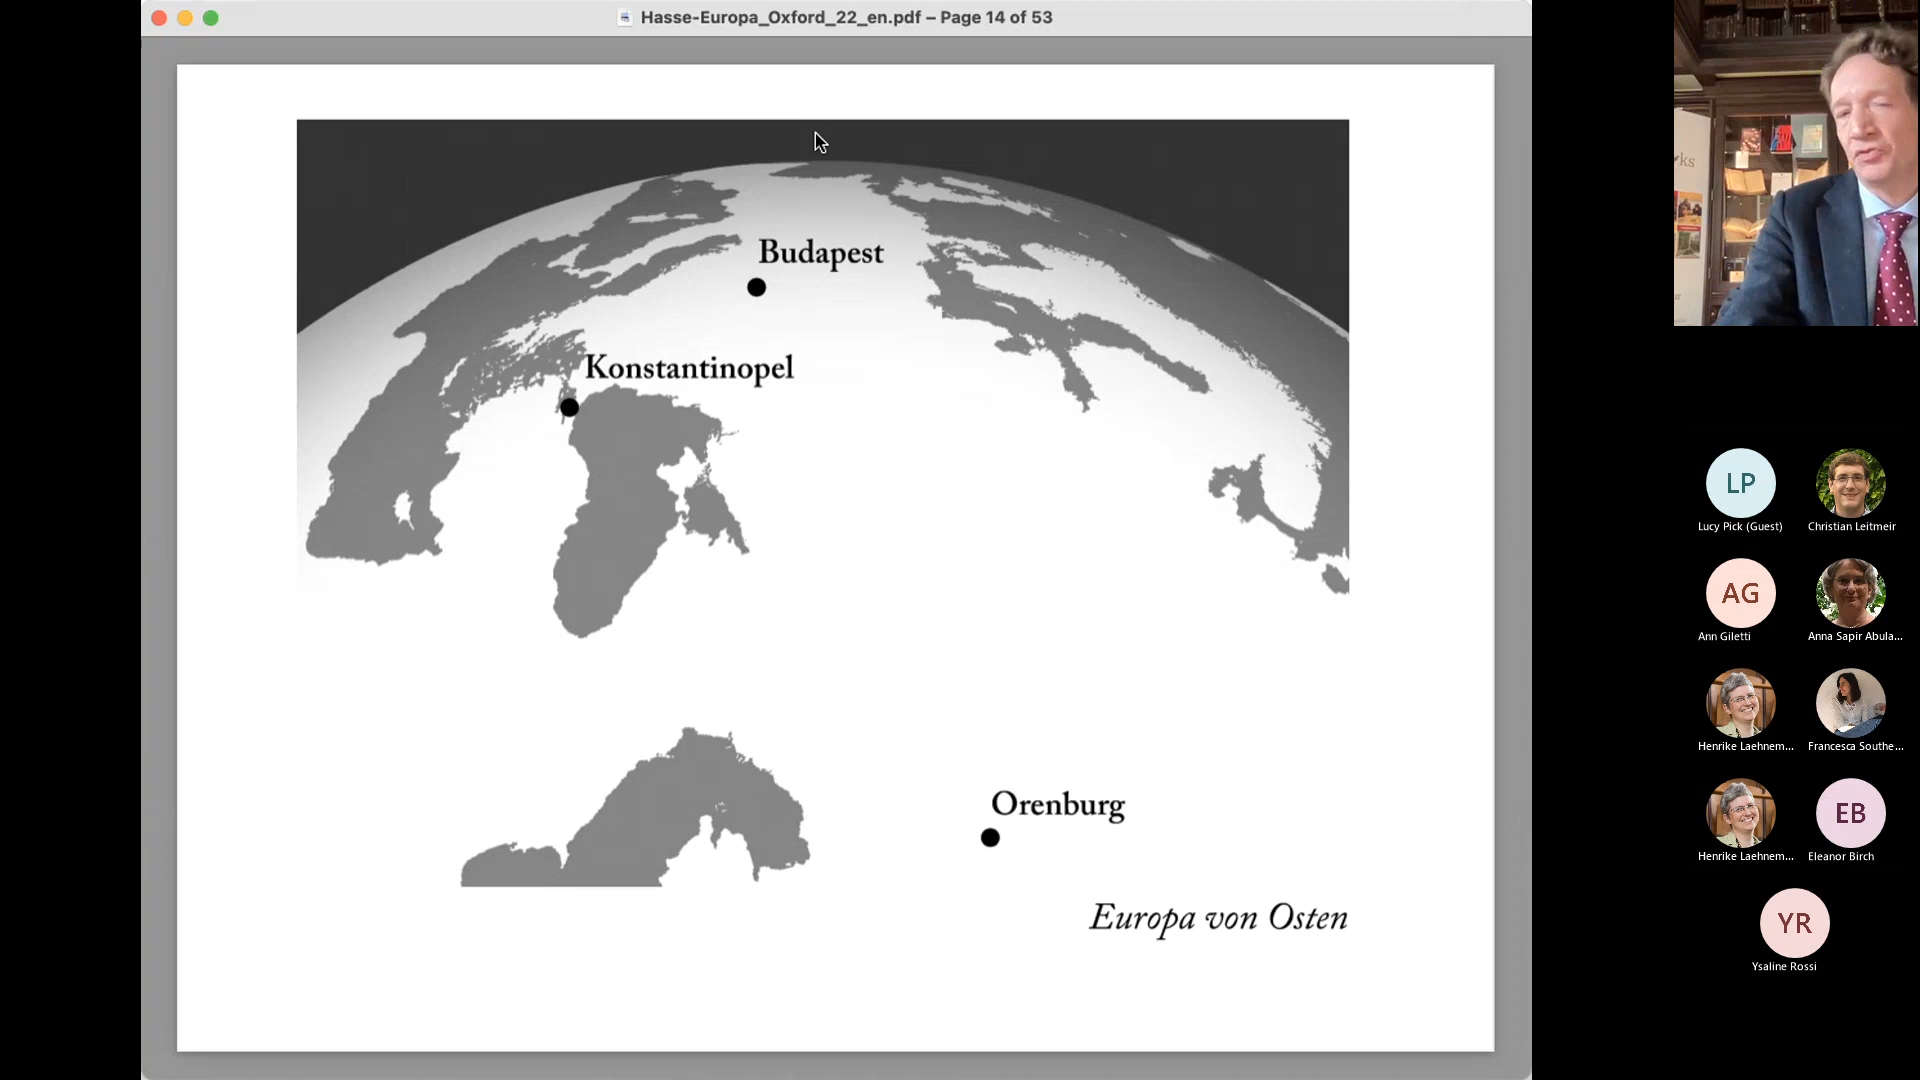 Hasse-Europa_Oxford_22_en.pdf – Page 14 of 53
Budapest
Konstantinopel
Orenburg
Europa von Osten
ks
LP
Lucy Pick (Guest)
Christian Leitmeir
AG
Ann Giletti
Anna Sapir Abula...
Henrike Laehnem...
Francesca Southe...
Henrike Laehnem...
EB
Eleanor Birch
YR
Ysaline Rossi